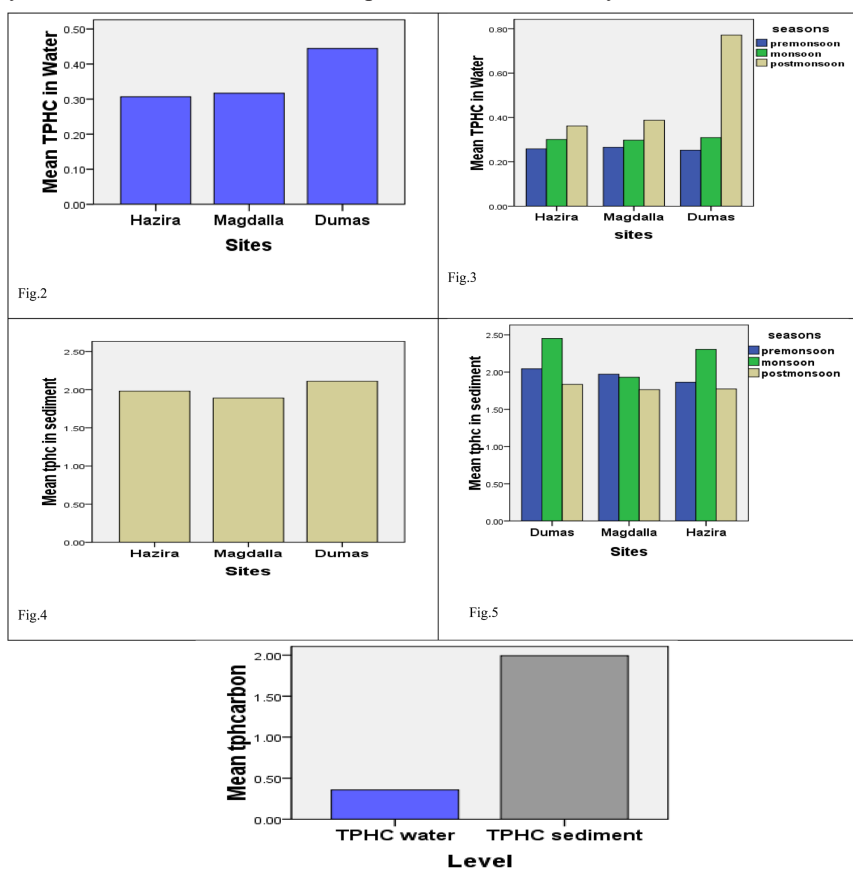 0.50
0.40
0.30
0.20
0.10
0.00
Mean TPHC in Water
Hazira Magdalla Dumas
Sites
Fig.2
0.80
0.60
0.40
0.20
0.00
Mean TPHC in Water
Hazira Magdalla Dumas
sites
seasons
premonsoon
monsoon
postmonsoon
Fig.3
2.50
2.00
1.50
1.00
0.50
0.00
Mean tphc in sediment
Hazira Magdalla Dumas
Sites
Fig.4
2.50
2.00
1.50
1.00
0.50
0.00
Mean tphc in sediment
Dumas Magdalla Hazira
Sites
seasons
premonsoon
monsoon
postmonsoon
Fig.5
2.00
1.50
1.00
0.50
0.00
Mean tphcarbon
TPHC water TPHC sediment
Level